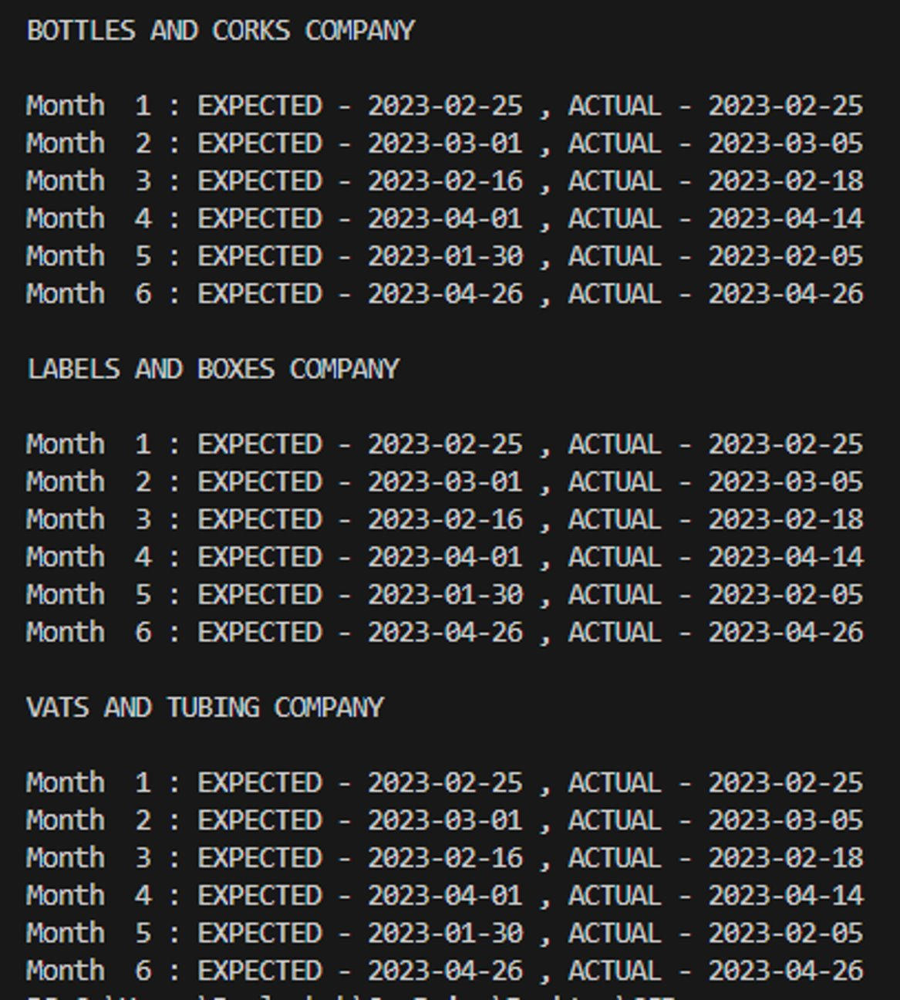 BOTTLES AND CORKS COMPANY
Month  1 : EXPECTED - 2023-02-25 , ACTUAL - 2023-02-25
Month  2 : EXPECTED - 2023-03-01 , ACTUAL - 2023-03-05
Month  3 : EXPECTED - 2023-02-16 , ACTUAL - 2023-02-18
Month  4 : EXPECTED - 2023-04-01 , ACTUAL - 2023-04-14
Month  5 : EXPECTED - 2023-01-30 , ACTUAL - 2023-02-05
Month  6 : EXPECTED - 2023-04-26 , ACTUAL - 2023-04-26
LABELS AND BOXES COMPANY
Month  1 : EXPECTED - 2023-02-25 , ACTUAL - 2023-02-25
Month  2 : EXPECTED - 2023-03-01 , ACTUAL - 2023-03-05
Month  3 : EXPECTED - 2023-02-16 , ACTUAL - 2023-02-18
Month  4 : EXPECTED - 2023-04-01 , ACTUAL - 2023-04-14
Month  5 : EXPECTED - 2023-01-30 , ACTUAL - 2023-02-05
Month  6 : EXPECTED - 2023-04-26 , ACTUAL - 2023-04-26
VATS AND TUBING COMPANY
Month  1 : EXPECTED - 2023-02-25 , ACTUAL - 2023-02-25
Month  2 : EXPECTED - 2023-03-01 , ACTUAL - 2023-03-05
Month  3 : EXPECTED - 2023-02-16 , ACTUAL - 2023-02-18
Month  4 : EXPECTED - 2023-04-01 , ACTUAL - 2023-04-14
Month  5 : EXPECTED - 2023-01-30 , ACTUAL - 2023-02-05
Month  6 : EXPECTED - 2023-04-26 , ACTUAL - 2023-04-26